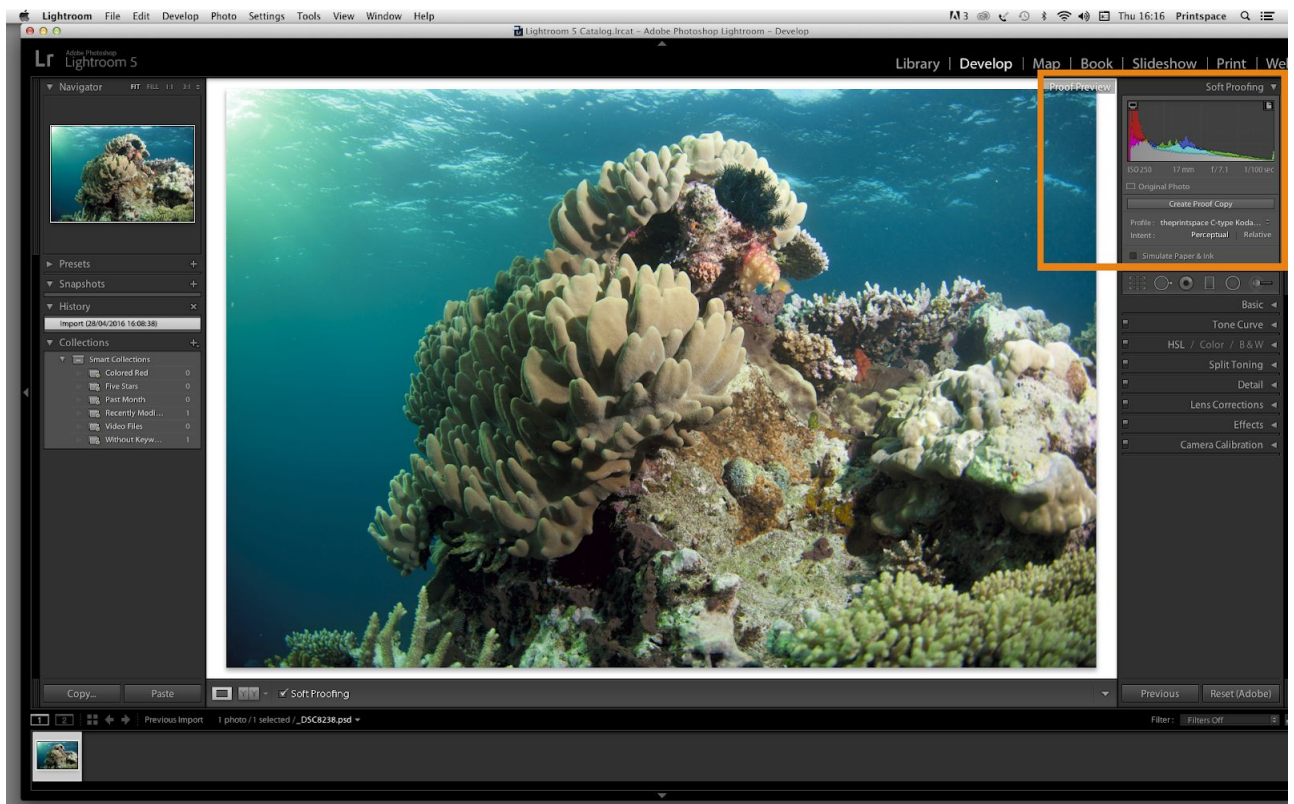 Lightroom File Edit Develop Photo Settings Tools View Window Help
3 Thu 16:16 Printspace
Lightroom 5 Catalog.lrcat – Adobe Photoshop Lightroom – Develop
Lr Adobe Photoshop
Lightroom 5
Library | Develop | Map | Book | Slideshow | Print | We
Navigator FIT FILL 1:1 3:1
Proof Preview
Soft Proofing
ISO 250 17 mm f/7.1 1/100 sec
Original Photo
Create Proof Copy
Profile: theprintspace C-type Koda...
Intent: Perceptual Relative
Simulate Paper & Ink
Presets +
Snapshots +
History ×
Import (28/04/2016 16:08:38)
Collections +
Smart Collections
Colored Red 0
Five Stars 0
Past Month 0
Recently Modi... 1
Video Files 0
Without Keyw... 1
Basic
Tone Curve
HSL / Color / B & W
Split Toning
Detail
Lens Corrections
Effects
Camera Calibration
Copy... Paste
Y Y Soft Proofing
Previous Reset (Adobe)
1 2 Previous Import 1 photo / 1 selected / _DSC8238.psd
Filter: Filters Off